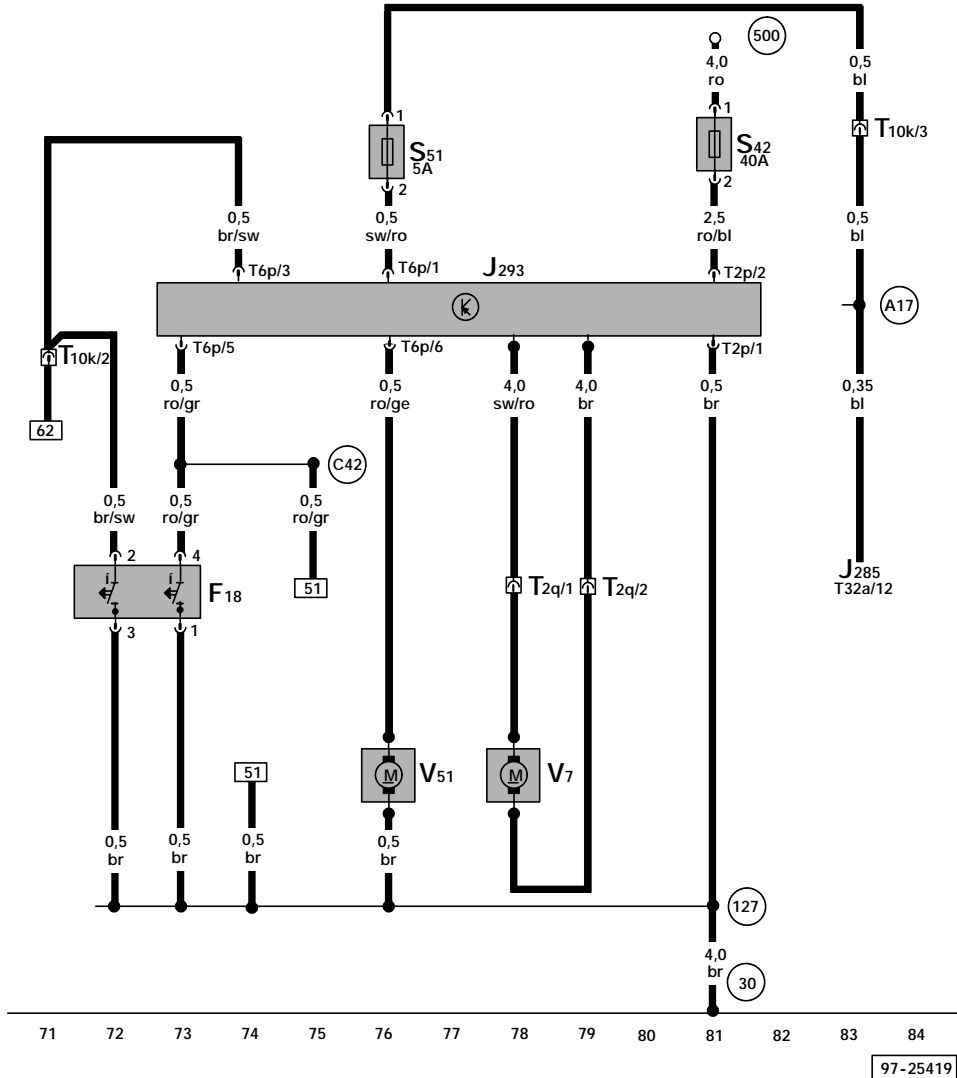 500
4,0
ro
0,5
bl
1
S51
5A
2
1
S42
40A
2
T10k/3
0,5
br/sw
0,5
sw/ro
2,5
ro/bl
0,5
bl
T6p/3
T6p/1
J293
T2p/2
A17
T10k/2
T6p/5
T6p/6
T2p/1
0,5
ro/gr
0,5
ro/ge
4,0
sw/ro
4,0
br
0,5
br
0,35
bl
62
C42
0,5
br/sw
0,5
ro/gr
0,5
ro/gr
2
4
51
í
í
F18
T2q/1
T2q/2
J285
T32a/12
3
1
51
M
V51
M
V7
0,5
br
0,5
br
0,5
br
0,5
br
127
4,0
br
30
71 72 73 74 75 76 77 78 79 80 81 82 83 84
97-25419